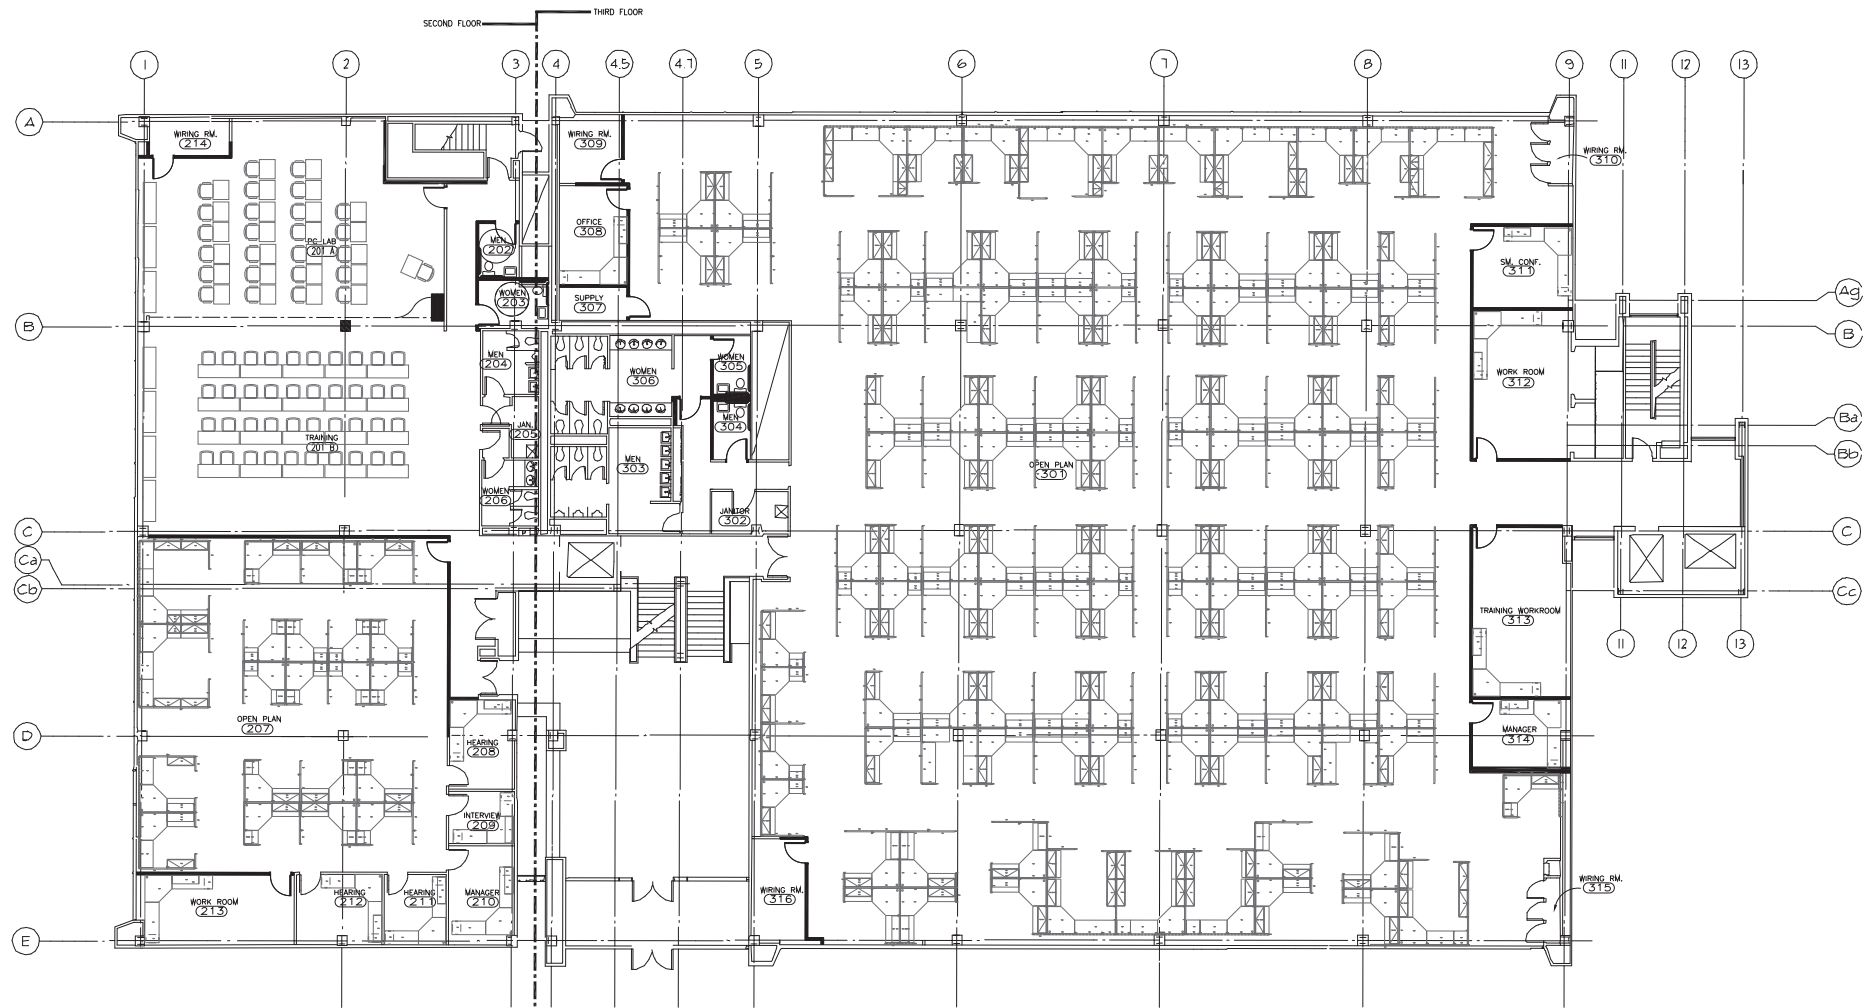 THIRD FLOOR
SECOND FLOOR
1
2
3
4
4.5
4.7
5
6
7
8
9
11
12
13
A
WIRING RM.
214
WIRING RM.
309
WIRING RM.
310
OFFICE
308
PC LAB
201 A
MEN
202
SM. CONF.
311
WOMEN
203
SUPPLY
307
Ag
B
B
MEN
204
WOMEN
305
WOMEN
306
WORK ROOM
312
Ba
MEN
304
JAN.
205
TRAINING
201 B
Bb
MEN
303
OPEN PLAN
301
WOMEN
206
JANITOR
302
C
C
Ca
Cb
Cc
TRAINING WORKROOM
313
11
12
13
OPEN PLAN
207
D
HEARING
208
MANAGER
314
INTERVIEW
209
WIRING RM.
315
HEARING
212
HEARING
211
MANAGER
210
WIRING RM.
316
WORK ROOM
213
E